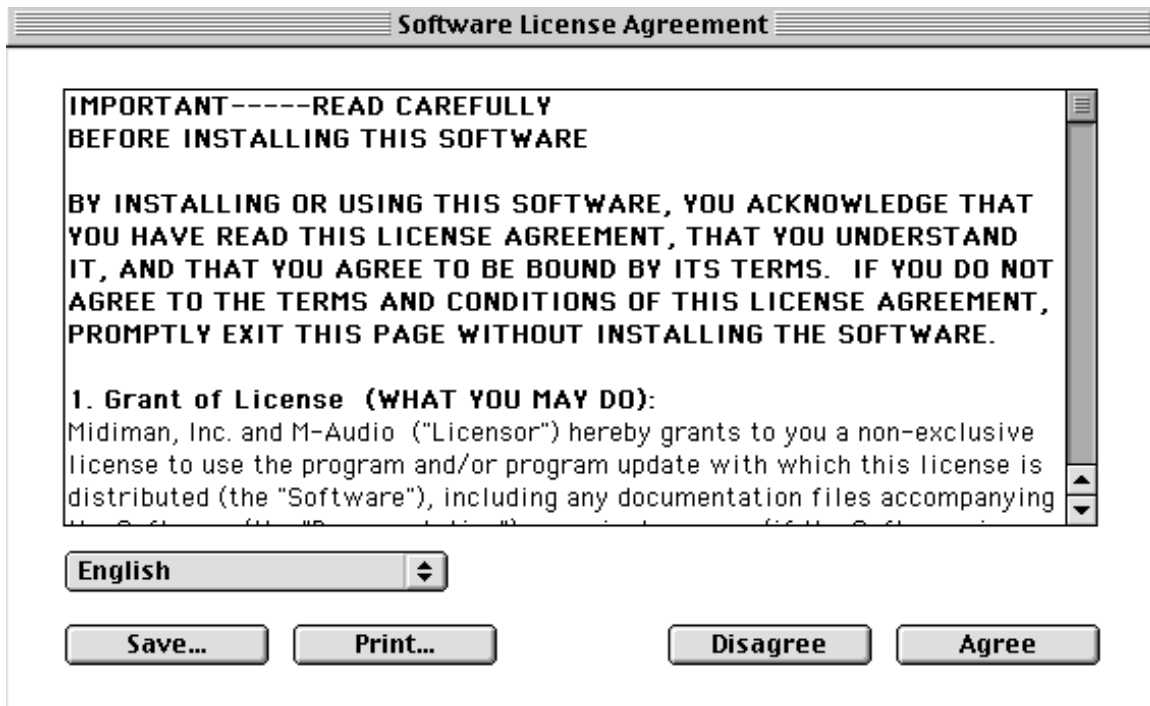 Software License Agreement
IMPORTANT-----READ CAREFULLY
BEFORE INSTALLING THIS SOFTWARE
BY INSTALLING OR USING THIS SOFTWARE, YOU ACKNOWLEDGE THAT
YOU HAVE READ THIS LICENSE AGREEMENT, THAT YOU UNDERSTAND
IT, AND THAT YOU AGREE TO BE BOUND BY ITS TERMS.  IF YOU DO NOT
AGREE TO THE TERMS AND CONDITIONS OF THIS LICENSE AGREEMENT,
PROMPTLY EXIT THIS PAGE WITHOUT INSTALLING THE SOFTWARE.
1. Grant of License  (WHAT YOU MAY DO):
Midiman, Inc. and M-Audio  ("Licensor") hereby grants to you a non-exclusive
license to use the program and/or program update with which this license is
distributed (the "Software"), including any documentation files accompanying
English
Save...
Print...
Disagree
Agree